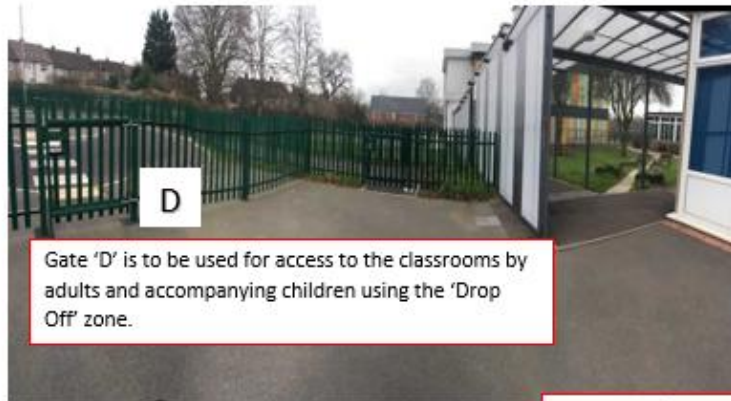 D
Gate ‘D’ is to be used for access to the classrooms by
adults and accompanying children using the ‘Drop
Off’ zone.